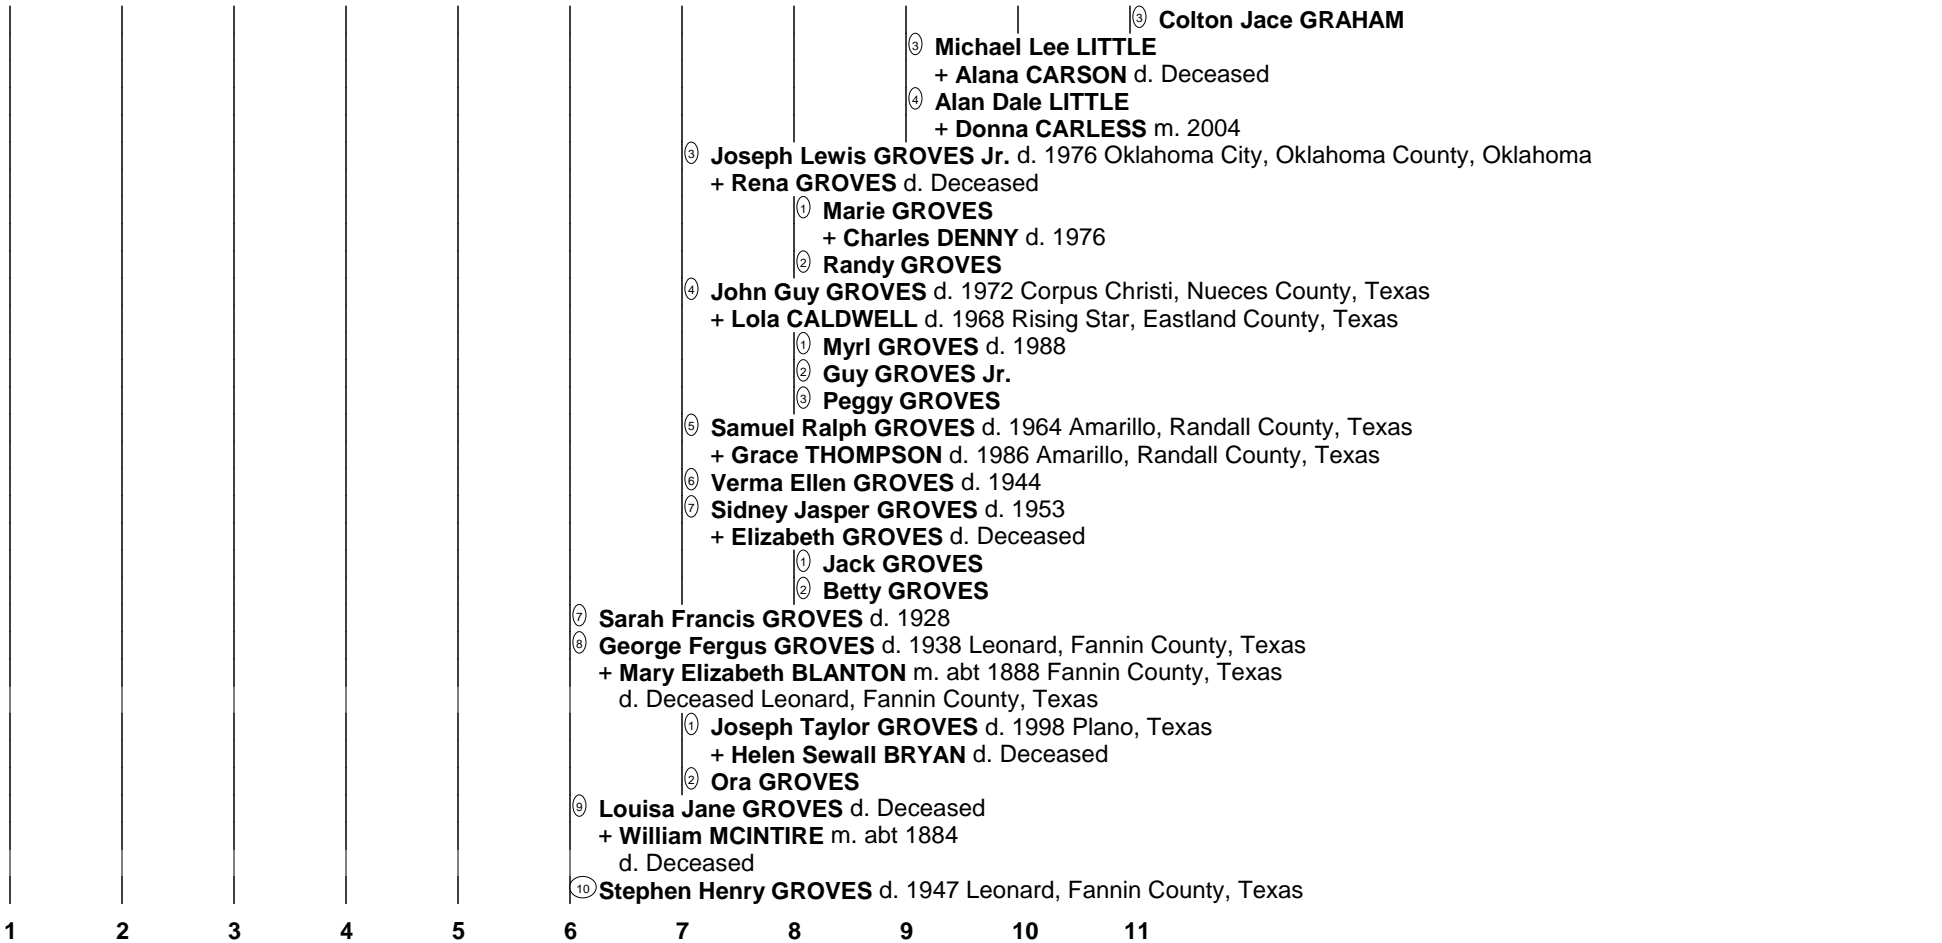 3 Colton Jace GRAHAM
3 Michael Lee LITTLE
+ Alana CARSON d. Deceased
4 Alan Dale LITTLE
+ Donna CARLESS m. 2004
3 Joseph Lewis GROVES Jr. d. 1976 Oklahoma City, Oklahoma County, Oklahoma
+ Rena GROVES d. Deceased
1 Marie GROVES
+ Charles DENNY d. 1976
2 Randy GROVES
4 John Guy GROVES d. 1972 Corpus Christi, Nueces County, Texas
+ Lola CALDWELL d. 1968 Rising Star, Eastland County, Texas
1 Myrl GROVES d. 1988
2 Guy GROVES Jr.
3 Peggy GROVES
5 Samuel Ralph GROVES d. 1964 Amarillo, Randall County, Texas
+ Grace THOMPSON d. 1986 Amarillo, Randall County, Texas
6 Verma Ellen GROVES d. 1944
7 Sidney Jasper GROVES d. 1953
+ Elizabeth GROVES d. Deceased
1 Jack GROVES
2 Betty GROVES
7 Sarah Francis GROVES d. 1928
8 George Fergus GROVES d. 1938 Leonard, Fannin County, Texas
+ Mary Elizabeth BLANTON m. abt 1888 Fannin County, Texas
d. Deceased Leonard, Fannin County, Texas
1 Joseph Taylor GROVES d. 1998 Plano, Texas
+ Helen Sewall BRYAN d. Deceased
2 Ora GROVES
9 Louisa Jane GROVES d. Deceased
+ William MCINTIRE m. abt 1884
d. Deceased
10 Stephen Henry GROVES d. 1947 Leonard, Fannin County, Texas
1 2 3 4 5 6 7 8 9 10 11